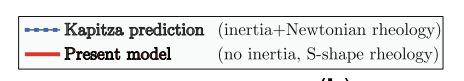 Kapitza prediction (inertia+Newtonian rheology)
Present model (no inertia, S-shape rheology)